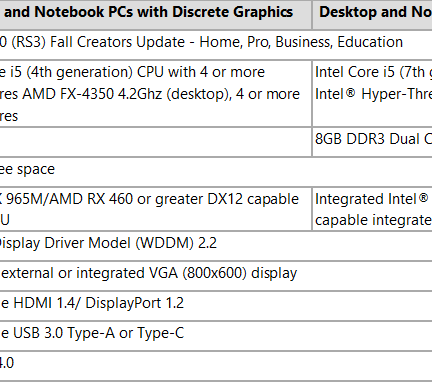 and Notebook PCs with Discrete Graphics Desktop and No
0 (RS3) Fall Creators Update - Home, Pro, Business, Education
e i5 (4th generation) CPU with 4 or more Intel Core i5 (7th g
res AMD FX-4350 4.2Ghz (desktop), 4 or more Intel® Hyper-Thre
res
8GB DDR3 Dual C
ee space
X 965M/AMD RX 460 or greater DX12 capable Integrated Intel®
U capable integrate
Display Driver Model (WDDM) 2.2
external or integrated VGA (800x600) display
e HDMI 1.4/ DisplayPort 1.2
e USB 3.0 Type-A or Type-C
4.0